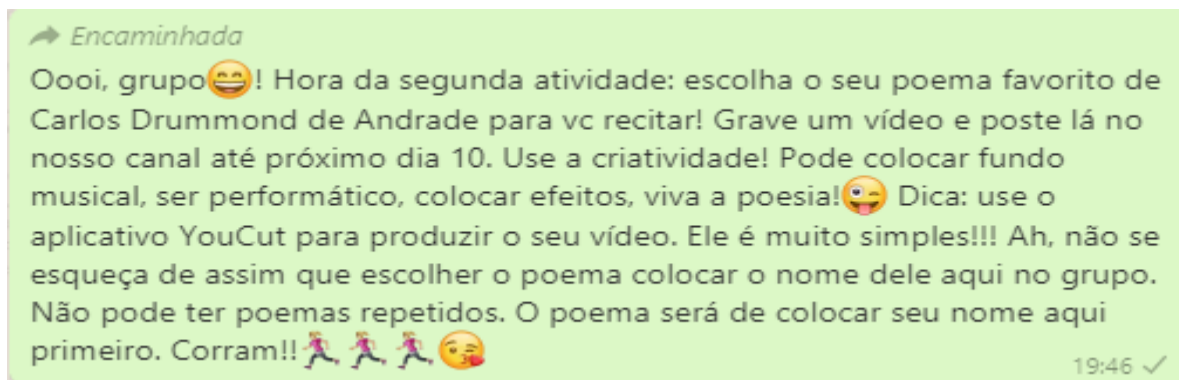 Encaminhada
Oooi, grupo😄! Hora da segunda atividade: escolha o seu poema favorito de
Carlos Drummond de Andrade para vc recitar! Grave um vídeo e poste lá no
nosso canal até próximo dia 10. Use a criatividade! Pode colocar fundo
musical, ser performático, colocar efeitos, viva a poesia!😜 Dica: use o
aplicativo YouCut para produzir o seu vídeo. Ele é muito simples!!! Ah, não se
esqueça de assim que escolher o poema colocar o nome dele aqui no grupo.
Não pode ter poemas repetidos. O poema será de colocar seu nome aqui
primeiro. Corram!!🏃‍♀️🏃‍♀️🏃‍♀️😘
19:46